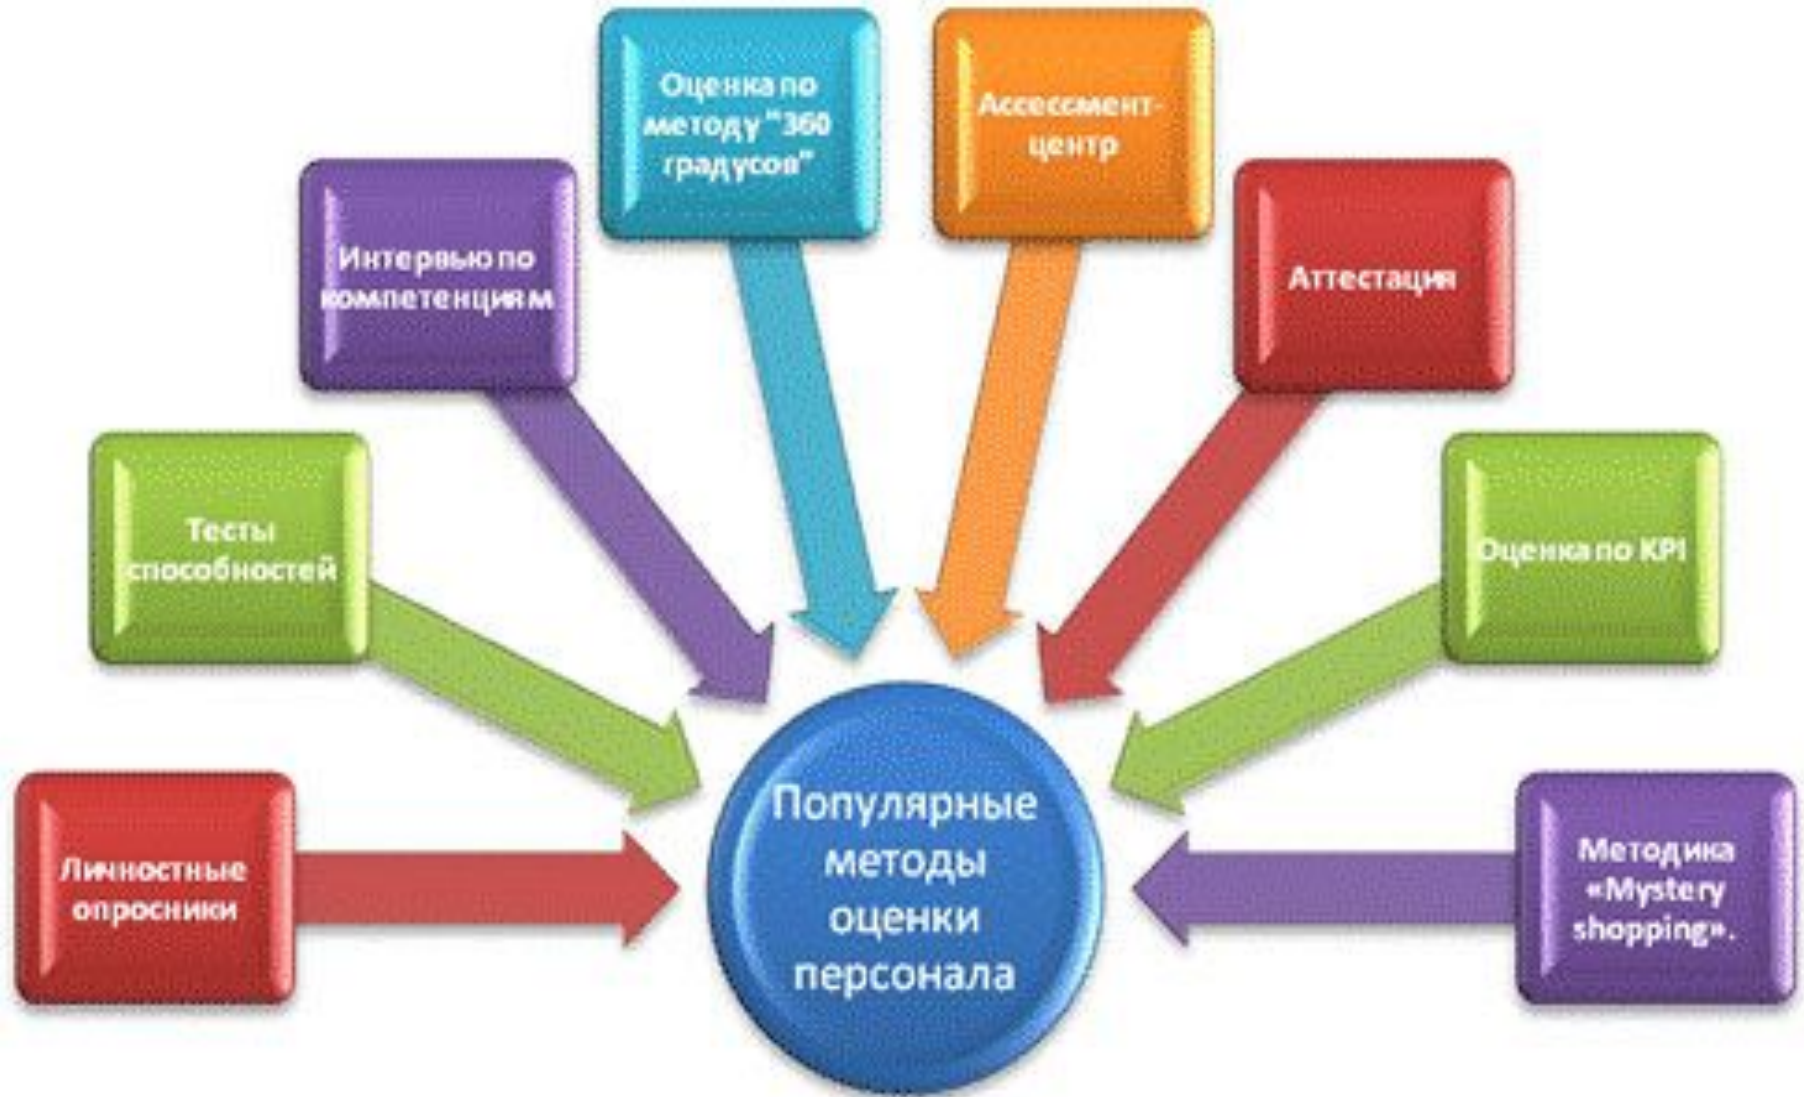 Оценка по
методу "360
градусов"
Ассессмент-
центр
Интервью по
компетенциям
Аттестация
Тесты
способностей
Оценка по KPI
Личностные
опросники
Популярные
методы
оценки
персонала
Методика
«Mystery
shopping».